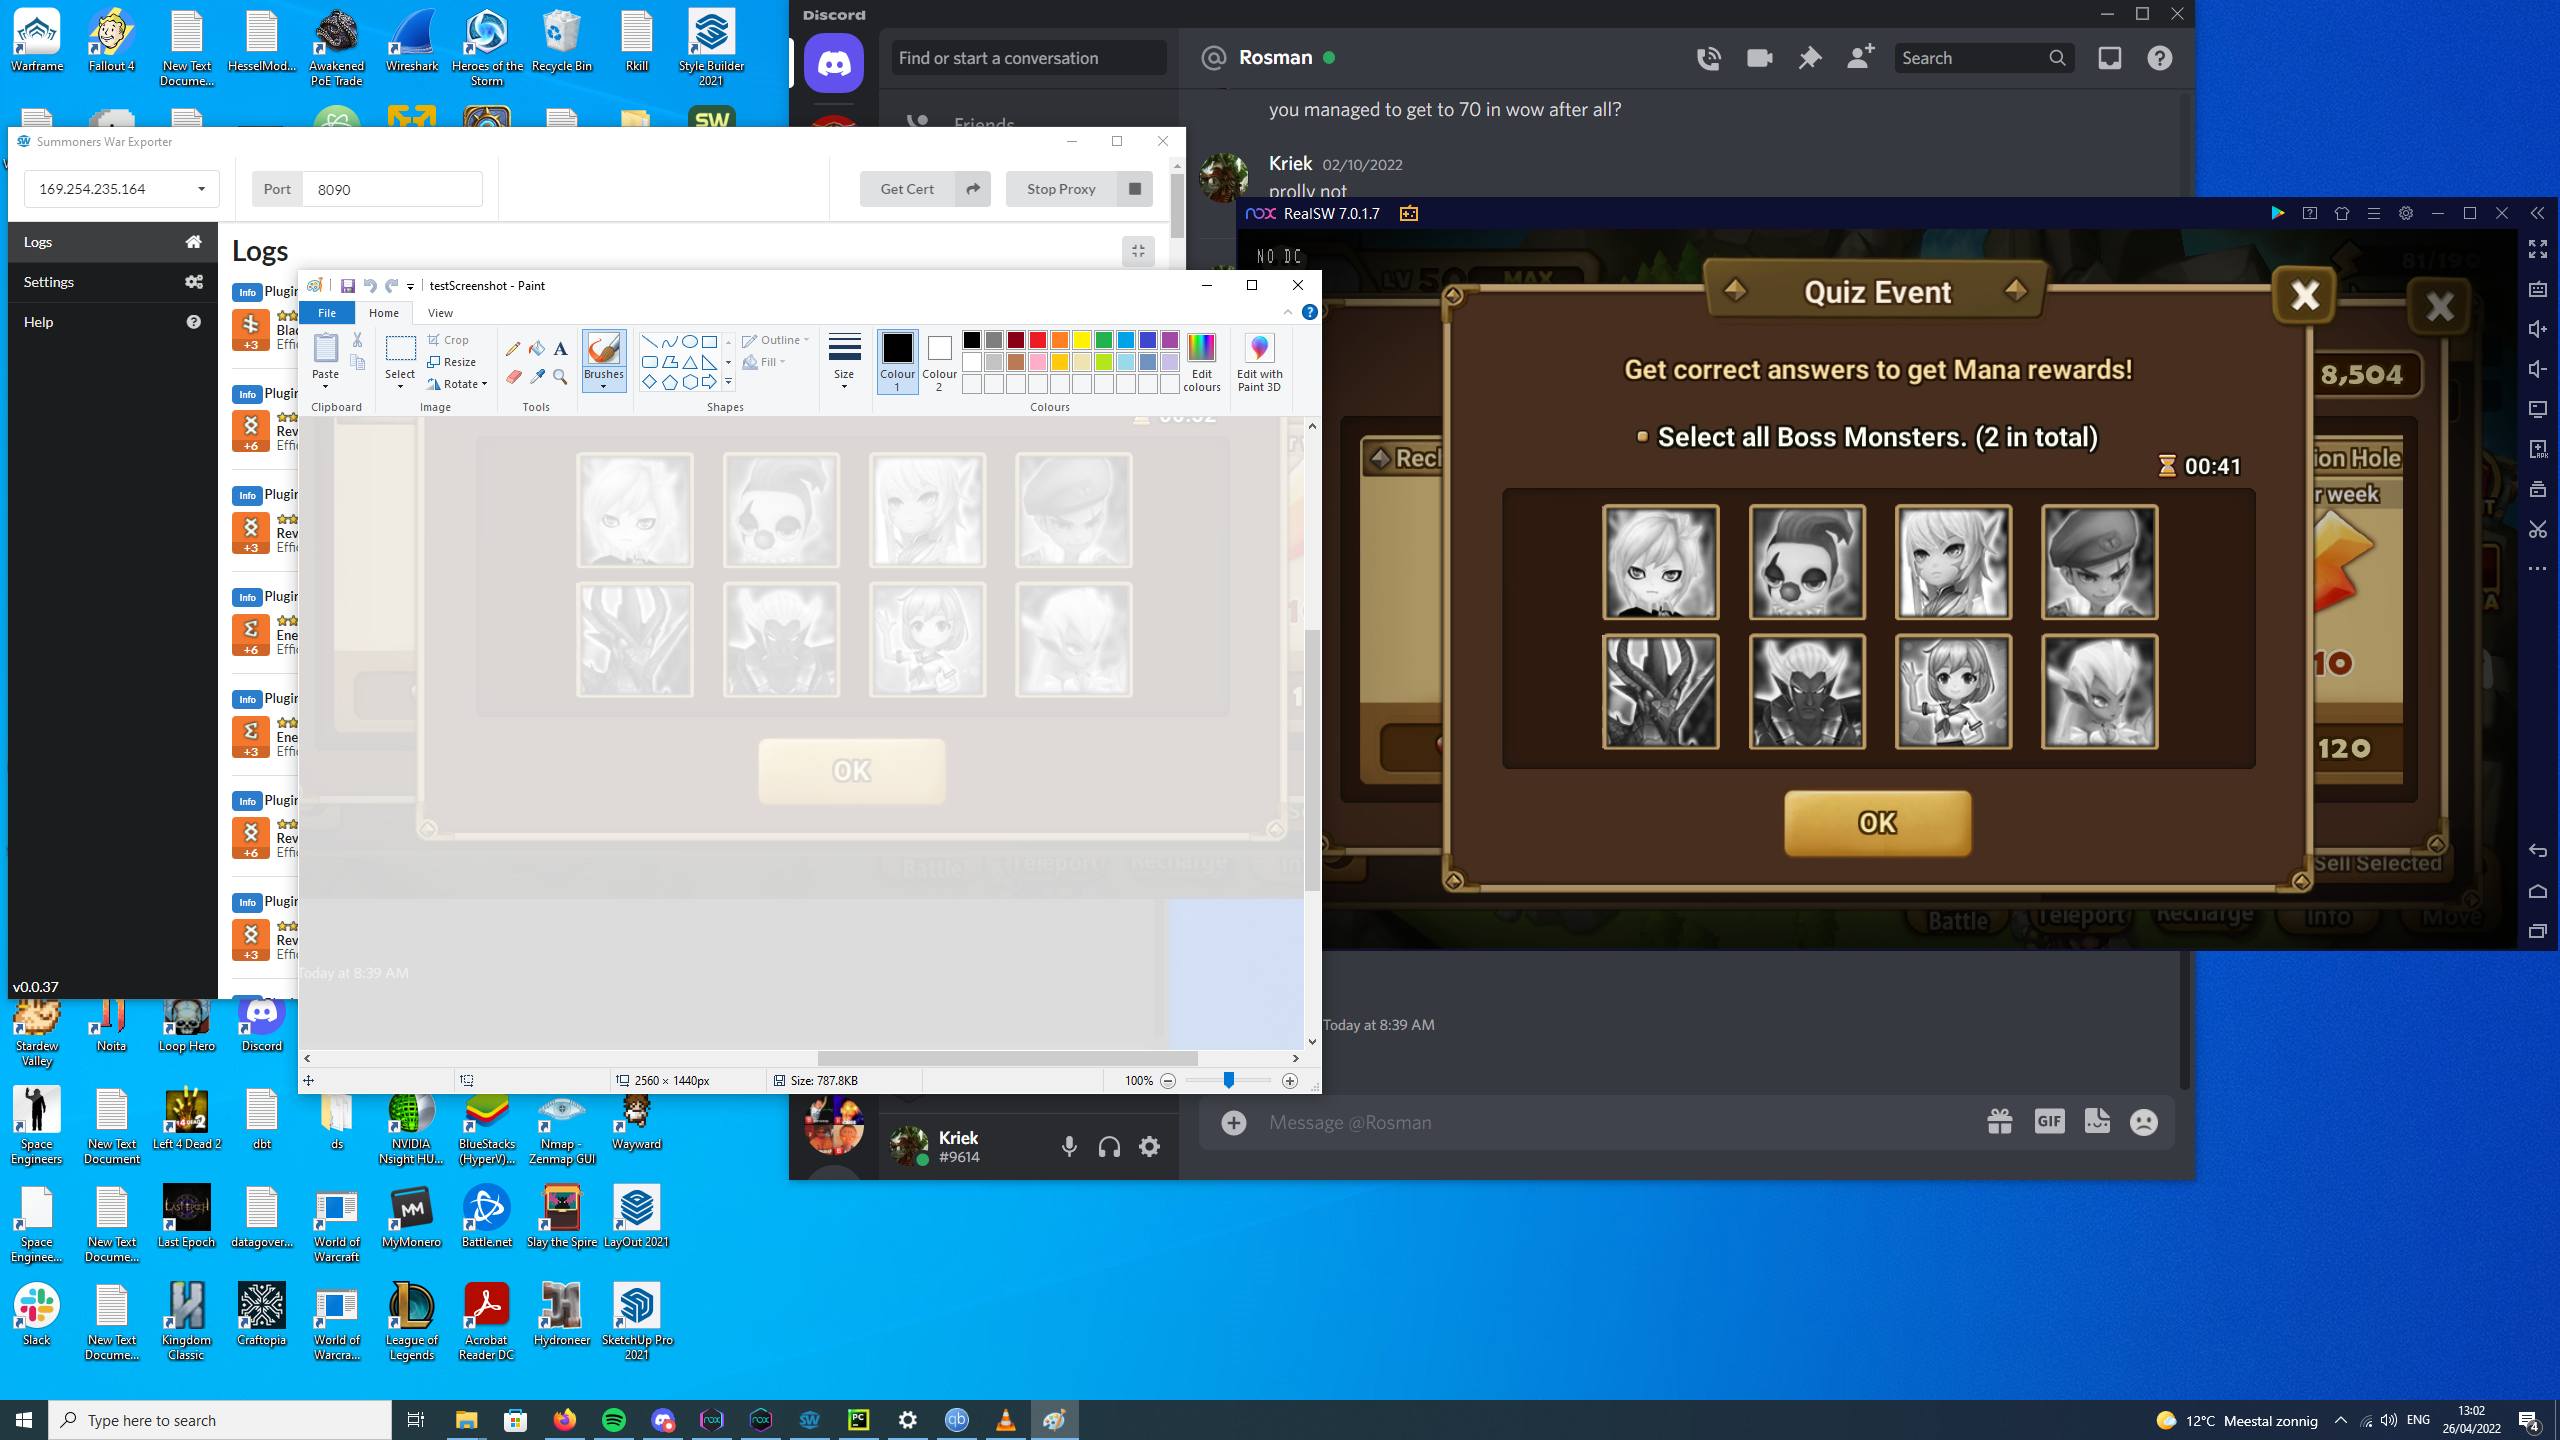 Warframe
Fallout 4
New Text Docume...
HesselMod...
Awakened PoE Trade
Wireshark
Heroes of the Storm
Recycle Bin
Rkill
Style Builder 2021
SW
Discord
Find or start a conversation
Friends
@ Rosman
Search
you managed to get to 70 in wow after all?
Kriek 02/10/2022
prolly not
Summoners War Exporter
169.254.235.164
Port 8090
Get Cert
Stop Proxy
Logs
Settings
Help
v0.0.37
Logs
Info Plugin
+3
Effi
Info Plugin
+6 Rev
Effi
Info Plugin
+3 Rev
Effi
Info Plugin
+6 Ene
Effi
Info Plugin
+3 Ene
Effi
Info Plugin
+6 Rev
Effi
Info Plugin
+3 Rev
Effi
testScreenshot - Paint
File Home View
Paste
Clipboard
Select
Crop
Resize
Rotate
Image
Tools
Brushes
Shapes
Outline
Fill
Size
Colour 1
Colour 2
Colours
Edit colours
Edit with Paint 3D
OK
Battle Teleport Recharge
Today at 8:39 AM
2560 × 1440px
Size: 787.8KB
100%
nox RealSW 7.0.1.7
NO DC
LV 50 MAX
81/190
Quiz Event
Get correct answers to get Mana rewards!
Select all Boss Monsters. (2 in total)
00:41
OK
8,504
ion Hole
r week
10
120
Sell Selected
Battle Teleport Recharge Info Move
Today at 8:39 AM
Message @Rosman
GIF
Kriek
#9614
Stardew Valley
Noita
Loop Hero
Discord
Space Engineers
New Text Document
Left 4 Dead 2
dbt
ds
NVIDIA Nsight HU...
BlueStacks (HyperV)...
Nmap - Zenmap GUI
Wayward
Space Enginee...
New Text Docume...
Last Epoch
datagover...
World of Warcraft
MyMonero
Battle.net
Slay the Spire
LayOut 2021
Slack
New Text Docume...
Kingdom Classic
Craftopia
World of Warcra...
League of Legends
Acrobat Reader DC
Hydroneer
SketchUp Pro 2021
Type here to search
12°C Meestal zonnig
ENG
13:02
26/04/2022
4